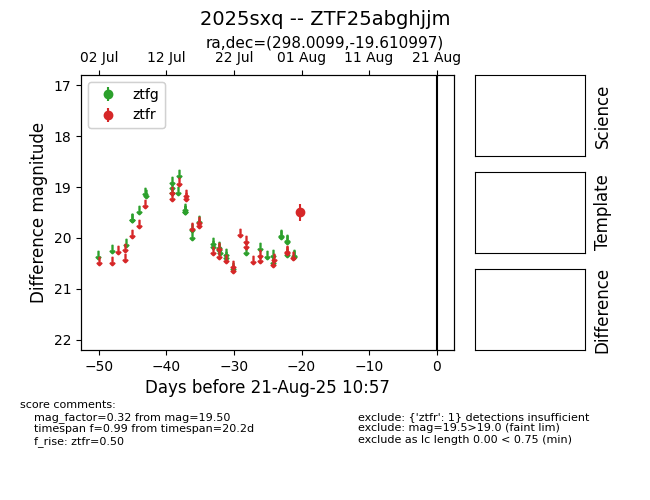 2025sxq -- ZTF25abghjjm
ra,dec=(298.0099,-19.610997)
02 Jul 12 Jul 22 Jul 01 Aug 11 Aug 21 Aug
ztfg
ztfr
17
18
19
20
21
22
Difference magnitude
−50 −40 −30 −20 −10 0
Days before 21-Aug-25 10:57
Science
Template
Difference
score comments:
mag_factor=0.32 from mag=19.50
timespan f=0.99 from timespan=20.2d
f_rise: ztfr=0.50
exclude: {'ztfr': 1} detections insufficient
exclude: mag=19.5>19.0 (faint lim)
exclude as lc length 0.00 < 0.75 (min)